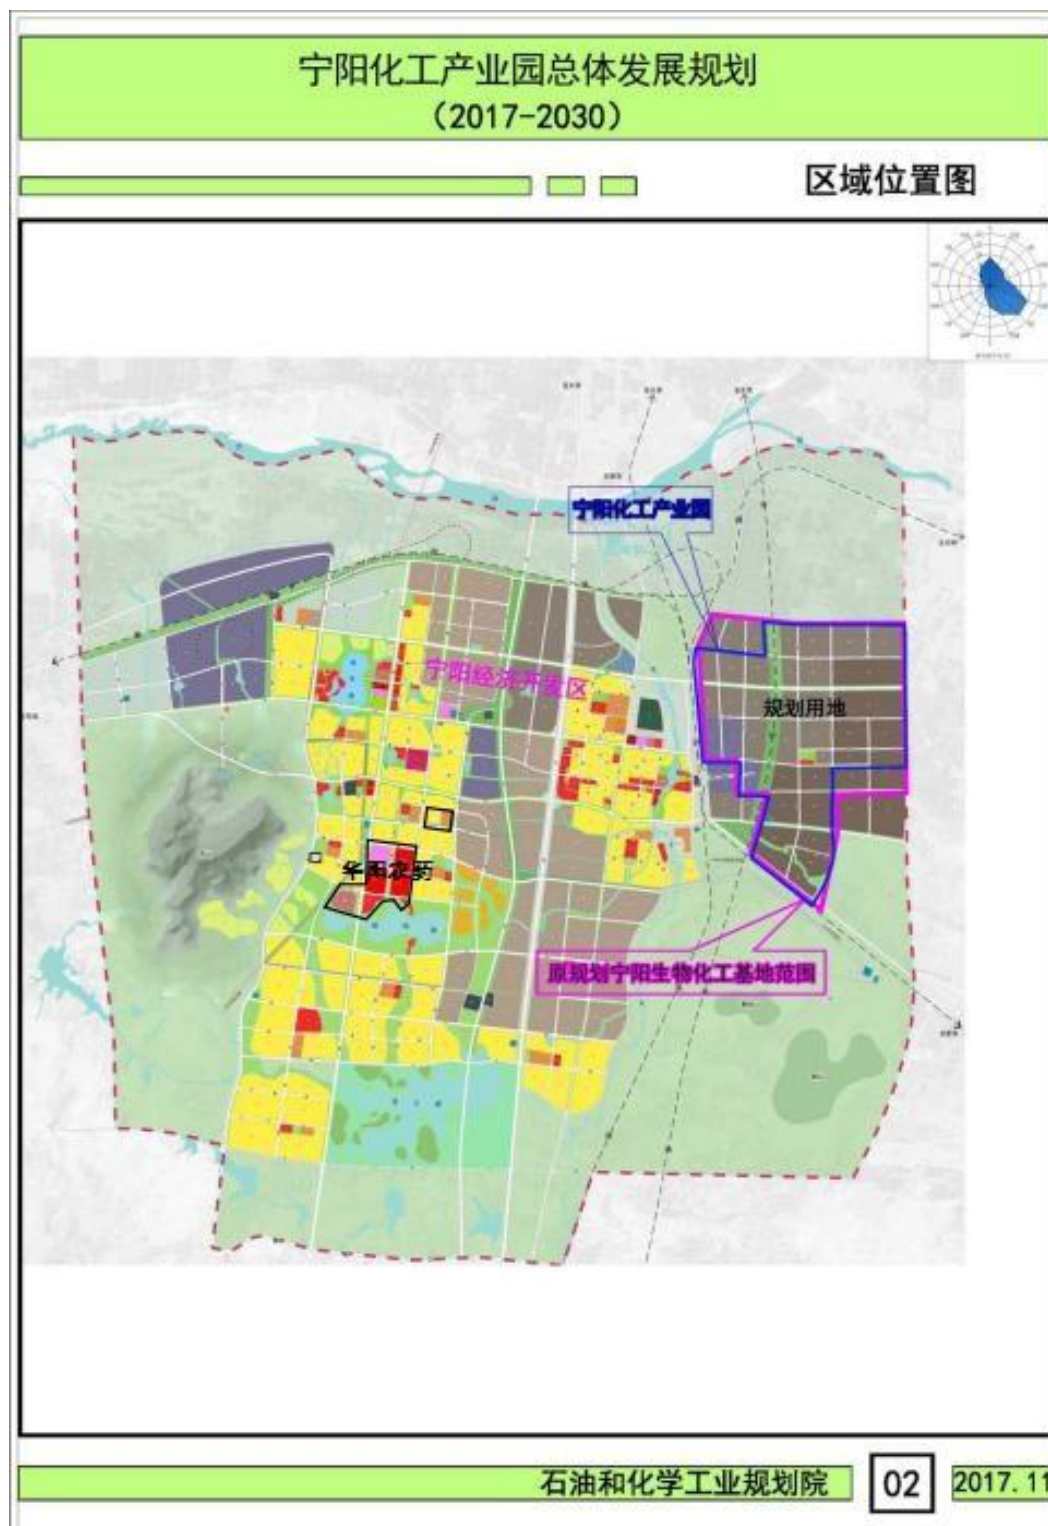 宁阳化工产业园总体发展规划
（2017-2030）
区域位置图
宁阳化工产业园
宁阳经济开发区
规划用地
华阳农药
原规划宁阳生物化工基地范围
石油和化学工业规划院
02
2017.11